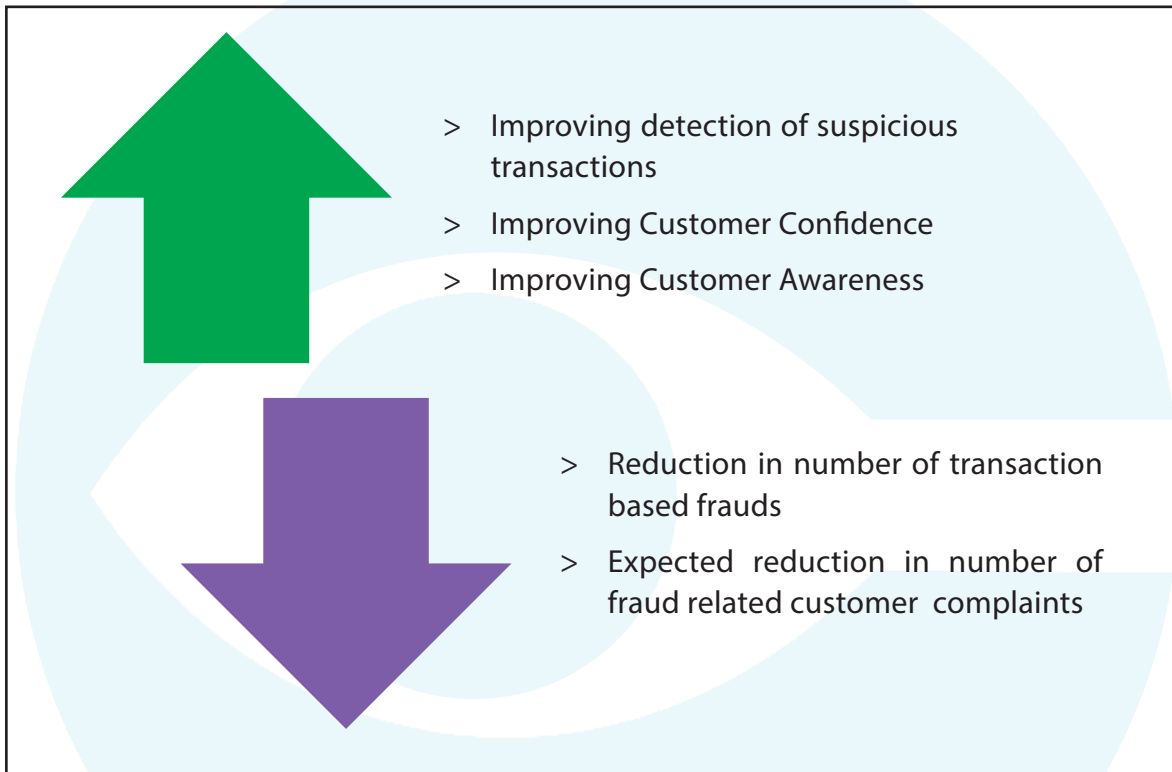 > Improving detection of suspicious
transactions
> Improving Customer Confidence
> Improving Customer Awareness
> Reduction in number of transaction
based frauds
> Expected reduction in number of
fraud related customer complaints